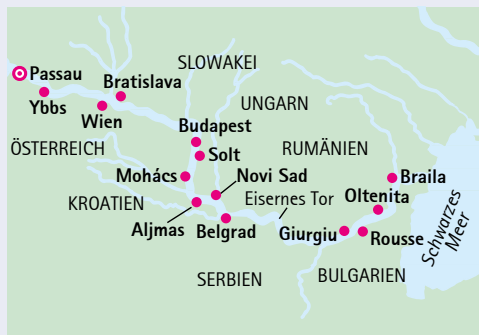 SLOWAKEI
Passau
Bratislava
Ybbs
Wien
UNGARN
Budapest
ÖSTERREICH
Solt
RUMÄNIEN
Mohács
Novi Sad
Braila
KROATIEN
Eisernes Tor
Oltenita
Aljmas
Belgrad
Giurgiu
Rousse
Schwarzes
Meer
SERBIEN
BULGARIEN